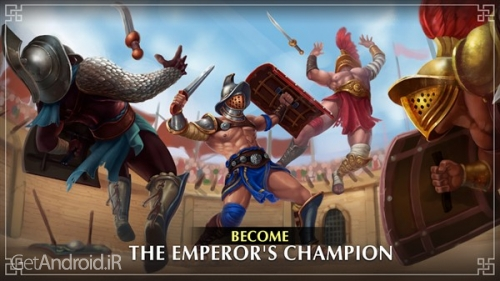 BECOME
THE EMPEROR'S CHAMPION
GetAndroid.iR